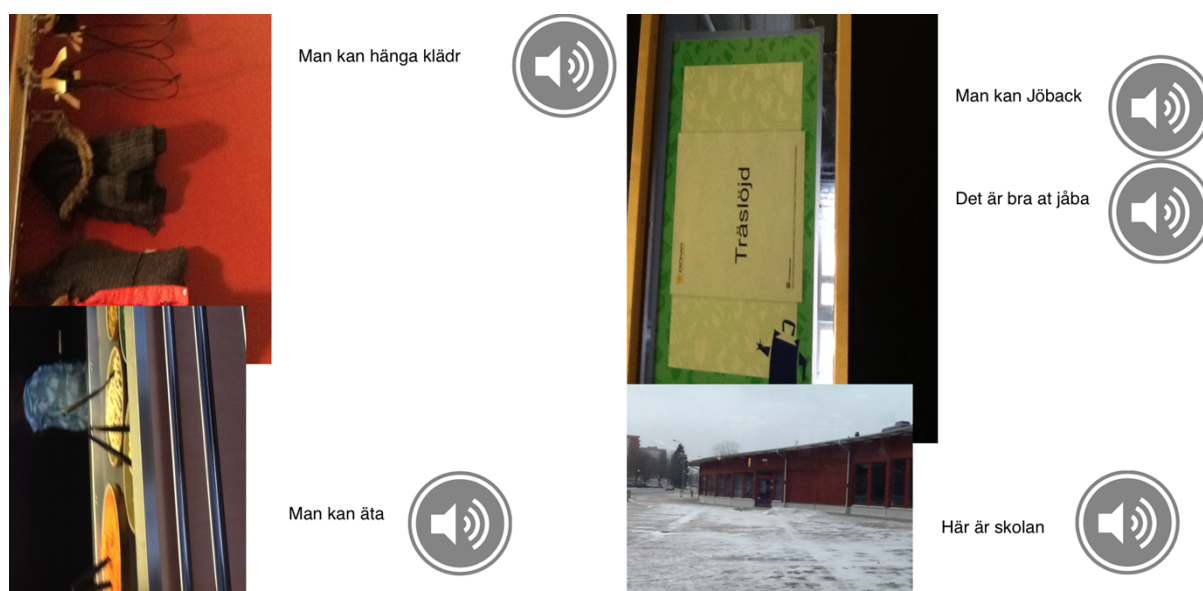 Man kan hänga klädr
Man kan äta
Träslöjd
Man kan Jöback
Det är bra at jåba
Här är skolan